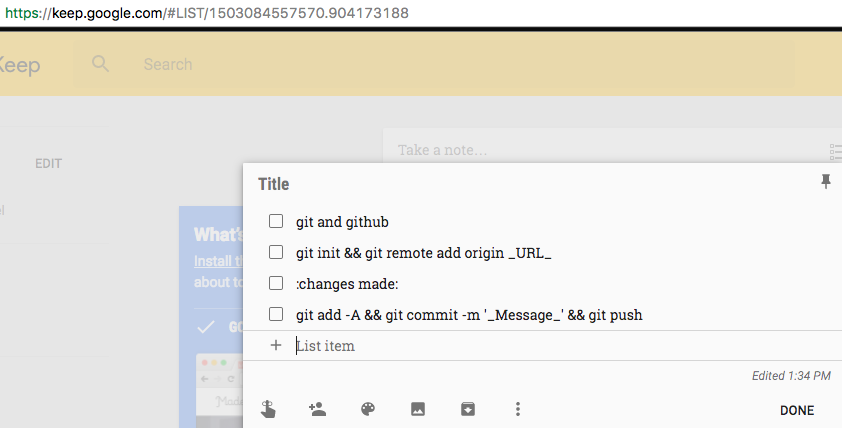 https://keep.google.com/#LIST/1503084557570.904173188
Keep
Search
EDIT
Take a note...
Title
What's
Install
about
git and github
git init && git remote add origin _URL_
:changes made:
git add -A && git commit -m '_Message_' && git push
List item
Edited 1:34 PM
Made
DONE